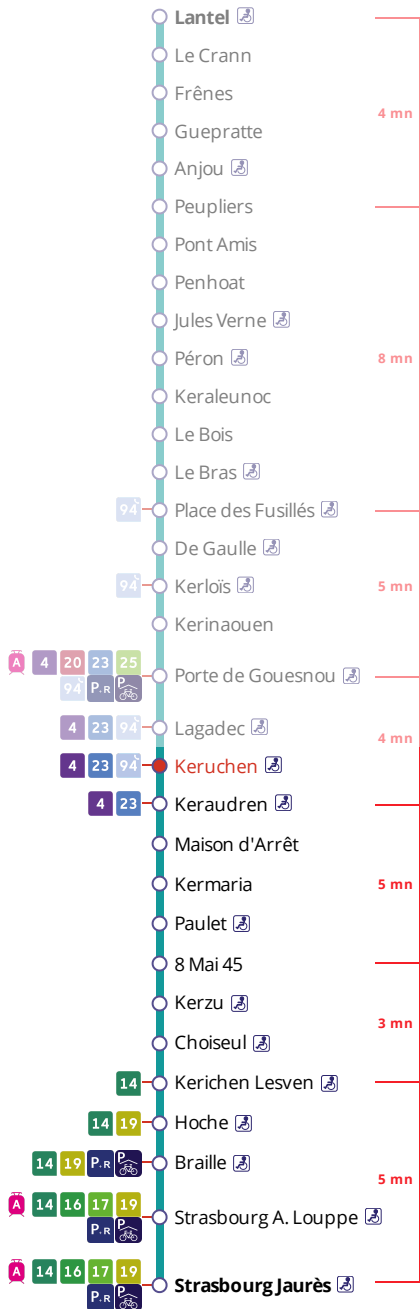 Lantel
Le Crann
Frênes
4 mn
Guepratte
Anjou
Peupliers
Pont Amis
Penhoat
Jules Verne
Péron
8 mn
Keraleunoc
Le Bois
Le Bras
94 Place des Fusillés
De Gaulle
94 Kerloïs
5 mn
Kerinaouen
A 4 20 23 25
94 P.R P
Porte de Gouesnou
4 23 94 Lagadec
4 mn
4 23 94 Keruchen
4 23 Keraudren
Maison d'Arrêt
Kermaria
5 mn
Paulet
8 Mai 45
Kerzu
3 mn
Choiseul
14 Kerichen Lesven
14 19 Hoche
14 19 P.R P Braille
5 mn
A 14 16 17 19
P.R P
Strasbourg A. Louppe
A 14 16 17 19
P.R P
Strasbourg Jaurès